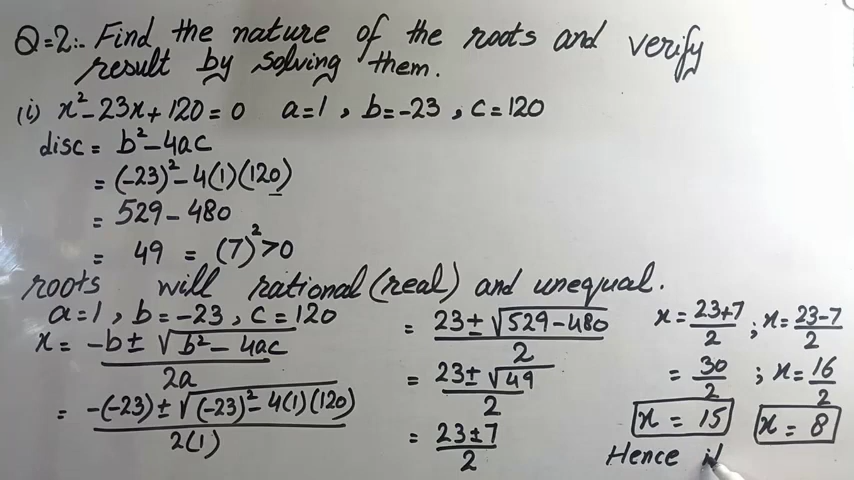 Q=2:- Find the nature of the roots and verify
result by solving them.
(i) x²-23x+120=0 a=1, b=-23, c=120
disc = b²-4ac
= (-23)²-4(1)(120)
= 529-480
= 49 = (7)²>0
roots will rational (real) and unequal.
a=1, b=-23, c=120
x = -b±√b²-4ac / 2a
= -(-23)±√(-23)²-4(1)(120) / 2(1)
= 23±√529-480 / 2
= 23±√49 / 2
= 23±7 / 2
x = 23+7 / 2 ; x = 23-7 / 2
= 30/2 ; x = 16/2
x = 15 x = 8
Hence